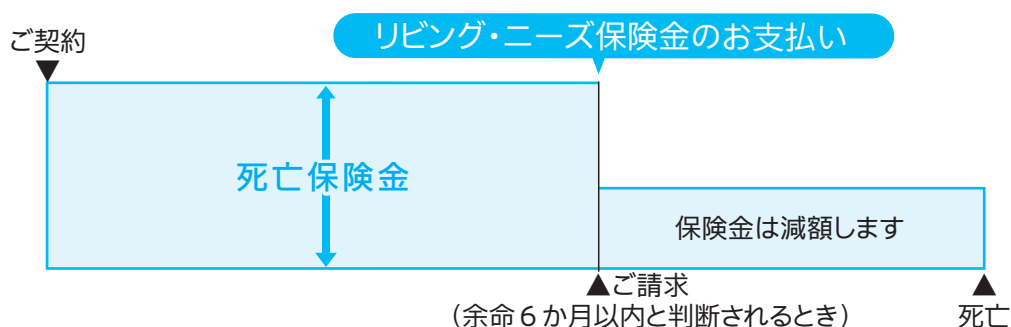 ご契約
▼
リビング・ニーズ保険金のお支払い
死亡保険金
保険金は減額します
▲ご請求
(余命6か月以内と判断されるとき)
▲
死亡